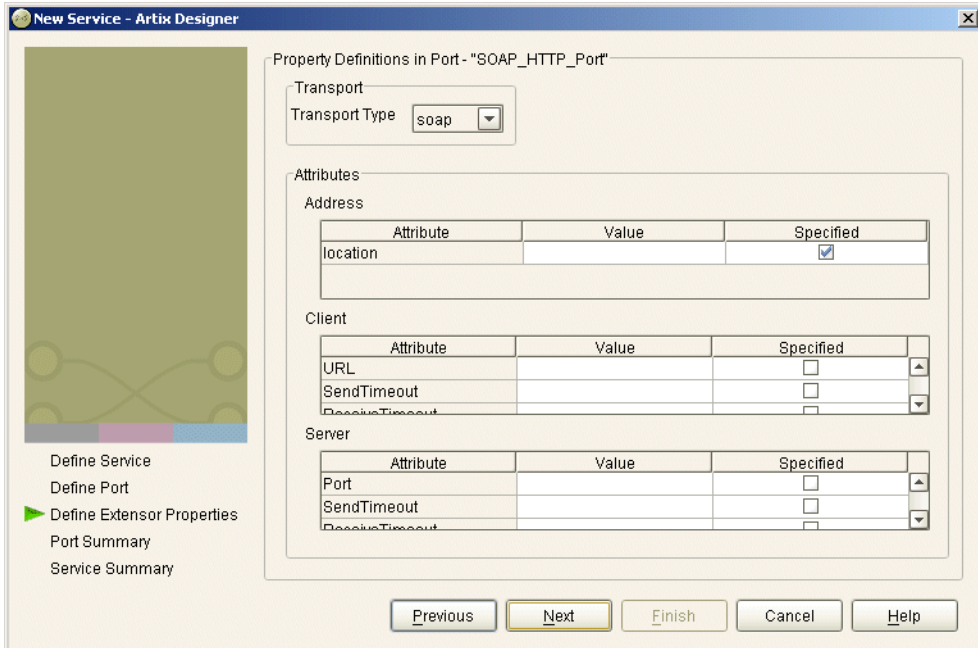 New Service - Artix Designer
Property Definitions in Port - "SOAP_HTTP_Port"
Transport
Transport Type soap
Attributes
Address
Attribute Value Specified
location
Client
Attribute Value Specified
URL
SendTimeout
ReceiveTimeout
Server
Attribute Value Specified
Port
SendTimeout
ReceiveTimeout
Define Service
Define Port
Define Extensor Properties
Port Summary
Service Summary
Previous Next Finish Cancel Help